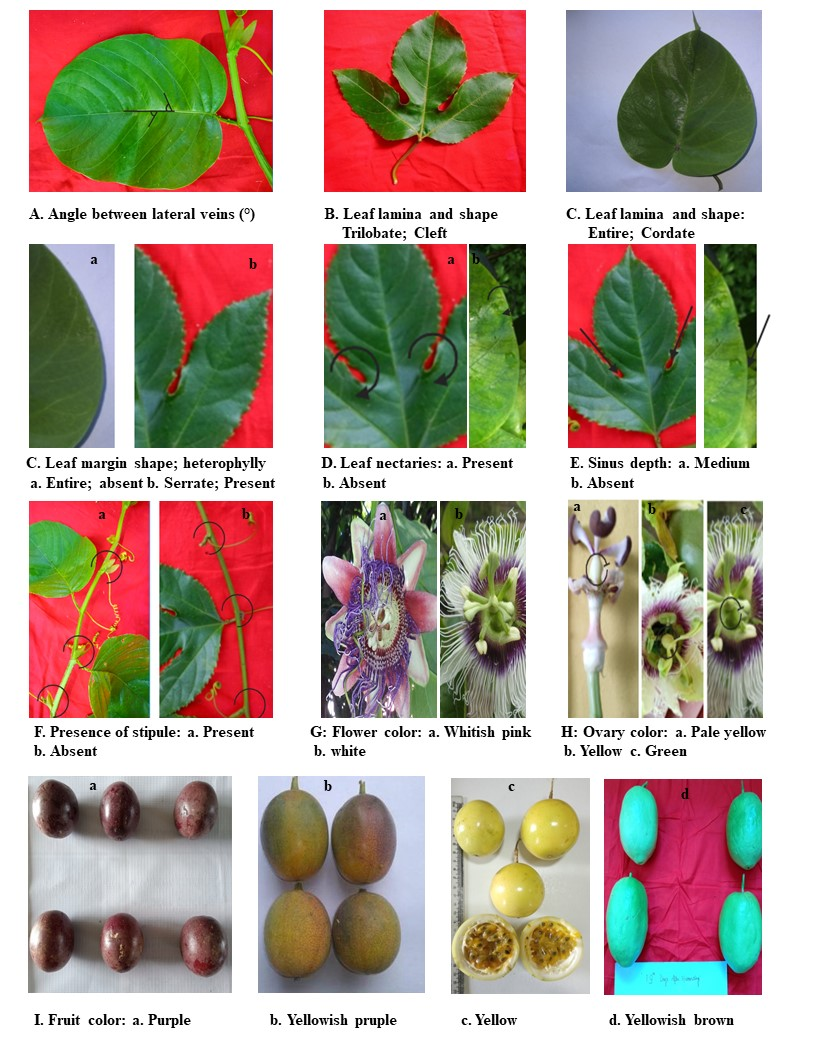 A. Angle between lateral veins (°)
B. Leaf lamina and shape
Trilobate; Cleft
C. Leaf lamina and shape:
Entire; Cordate
a
b
a
b
C. Leaf margin shape; heterophylly
a. Entire; absent b. Serrate; Present
D. Leaf nectaries: a. Present
b. Absent
E. Sinus depth: a. Medium
b. Absent
a
b
a
b
a
b
c
F. Presence of stipule: a. Present
b. Absent
G: Flower color: a. Whitish pink
b. white
H: Ovary color: a. Pale yellow
b. Yellow c. Green
a
b
c
d
I. Fruit color: a. Purple
b. Yellowish pruple
c. Yellow
d. Yellowish brown